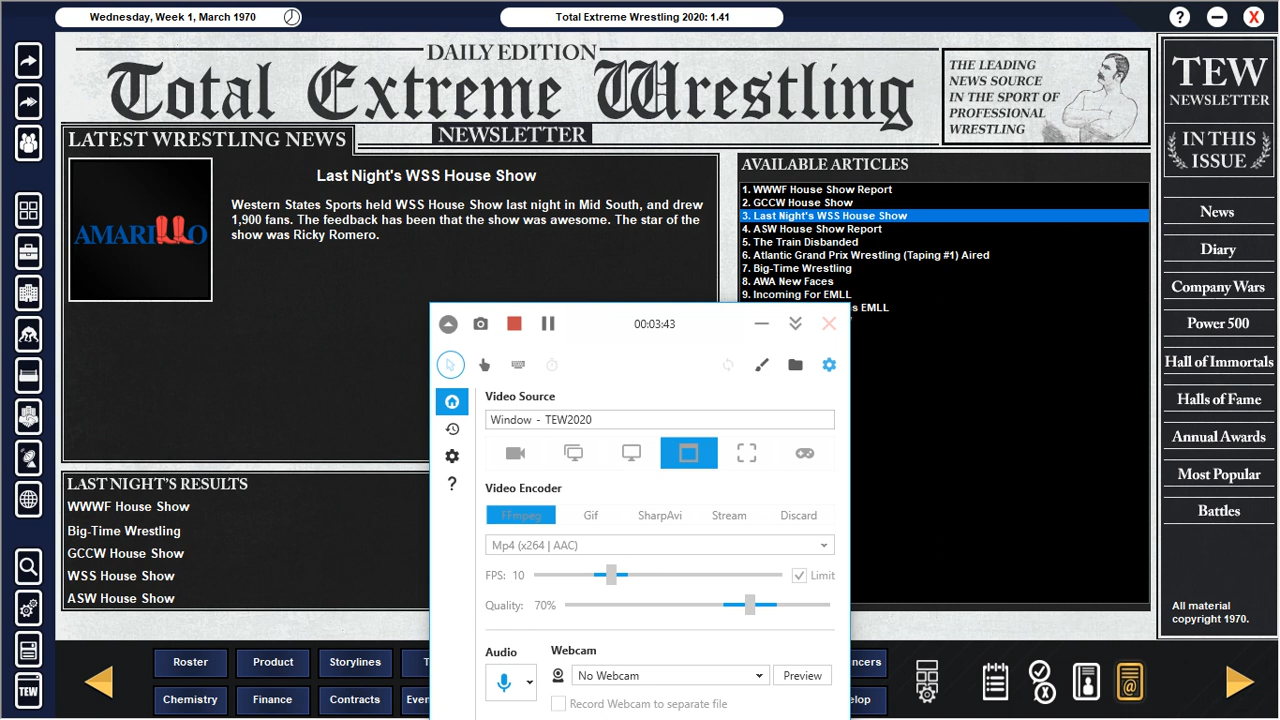 Wednesday, Week 1, March 1970
Total Extreme Wrestling 2020: 1.41
?
X
DAILY EDITION
Total Extreme Wrestling
NEWSLETTER
THE LEADING
NEWS SOURCE
IN THE SPORT OF
PROFESSIONAL
WRESTLING
TEW
NEWSLETTER
IN THIS
ISSUE
News
Diary
Company Wars
Power 500
Hall of Immortals
Halls of Fame
Annual Awards
Most Popular
Battles
All material
copyright 1970.
LATEST WRESTLING NEWS
AMARILLO
Last Night's WSS House Show
Western States Sports held WSS House Show last night in Mid South, and drew
1,900 fans. The feedback has been that the show was awesome. The star of the
show was Ricky Romero.
AVAILABLE ARTICLES
1. WWWF House Show Report
2. GCCW House Show
3. Last Night's WSS House Show
4. ASW House Show Report
5. The Train Disbanded
6. Atlantic Grand Prix Wrestling (Taping #1) Aired
7. Big-Time Wrestling
8. AWA New Faces
9. Incoming For EMLL
s EMLL
LAST NIGHT'S RESULTS
WWWF House Show
Big-Time Wrestling
GCCW House Show
WSS House Show
ASW House Show
00:03:43
Video Source
Window - TEW2020
Video Encoder
FFmpeg
Gif
SharpAvi
Stream
Discard
Mp4 (x264 | AAC)
FPS: 10
Limit
Quality: 70%
Audio
Webcam
No Webcam
Preview
Record Webcam to separate file
?
TEW
Roster
Product
Storylines
T
ncers
Chemistry
Finance
Contracts
Even
elop
@